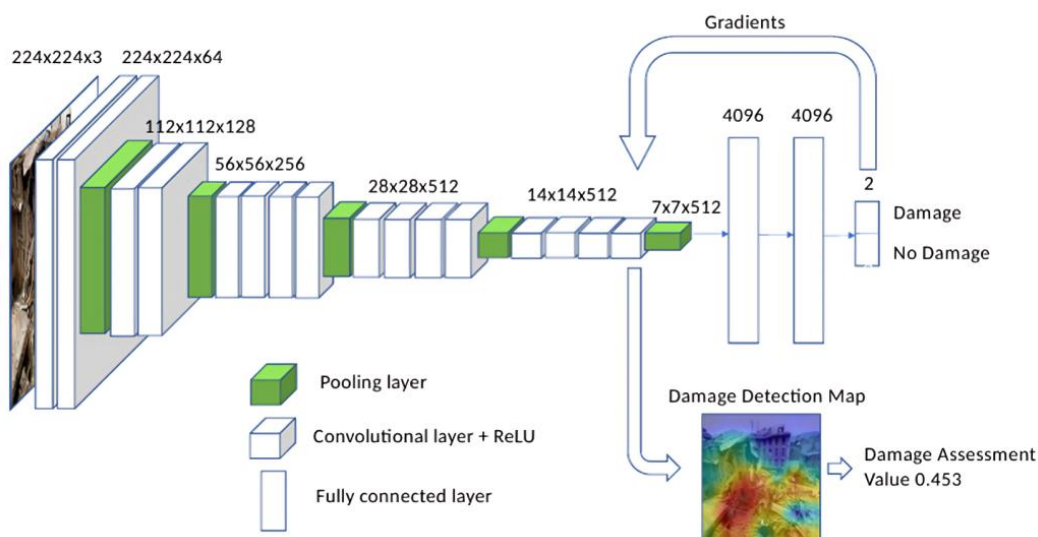 Gradients
224x224x3
224x224x64
112x112x128
56x56x256
28x28x512
14x14x512
7x7x512
4096
4096
2
Damage
No Damage
Pooling layer
Convolutional layer + ReLU
Fully connected layer
Damage Detection Map
Damage Assessment
Value 0.453